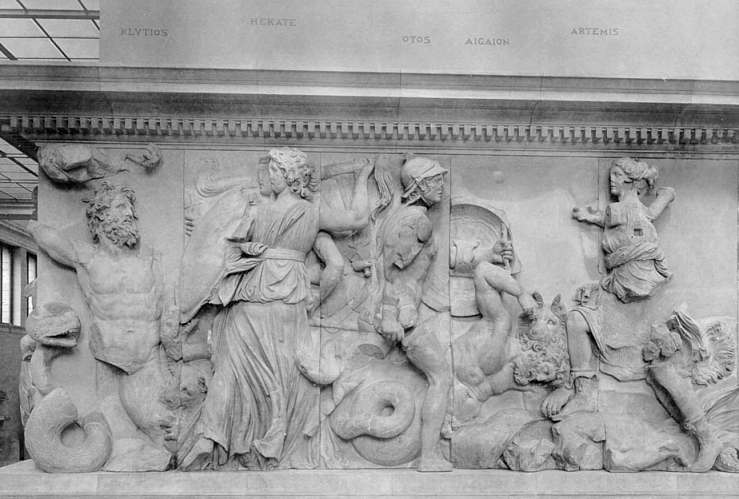 KLYTIOS
HEKATE
OTOS
AIGAION
ARTEMIS